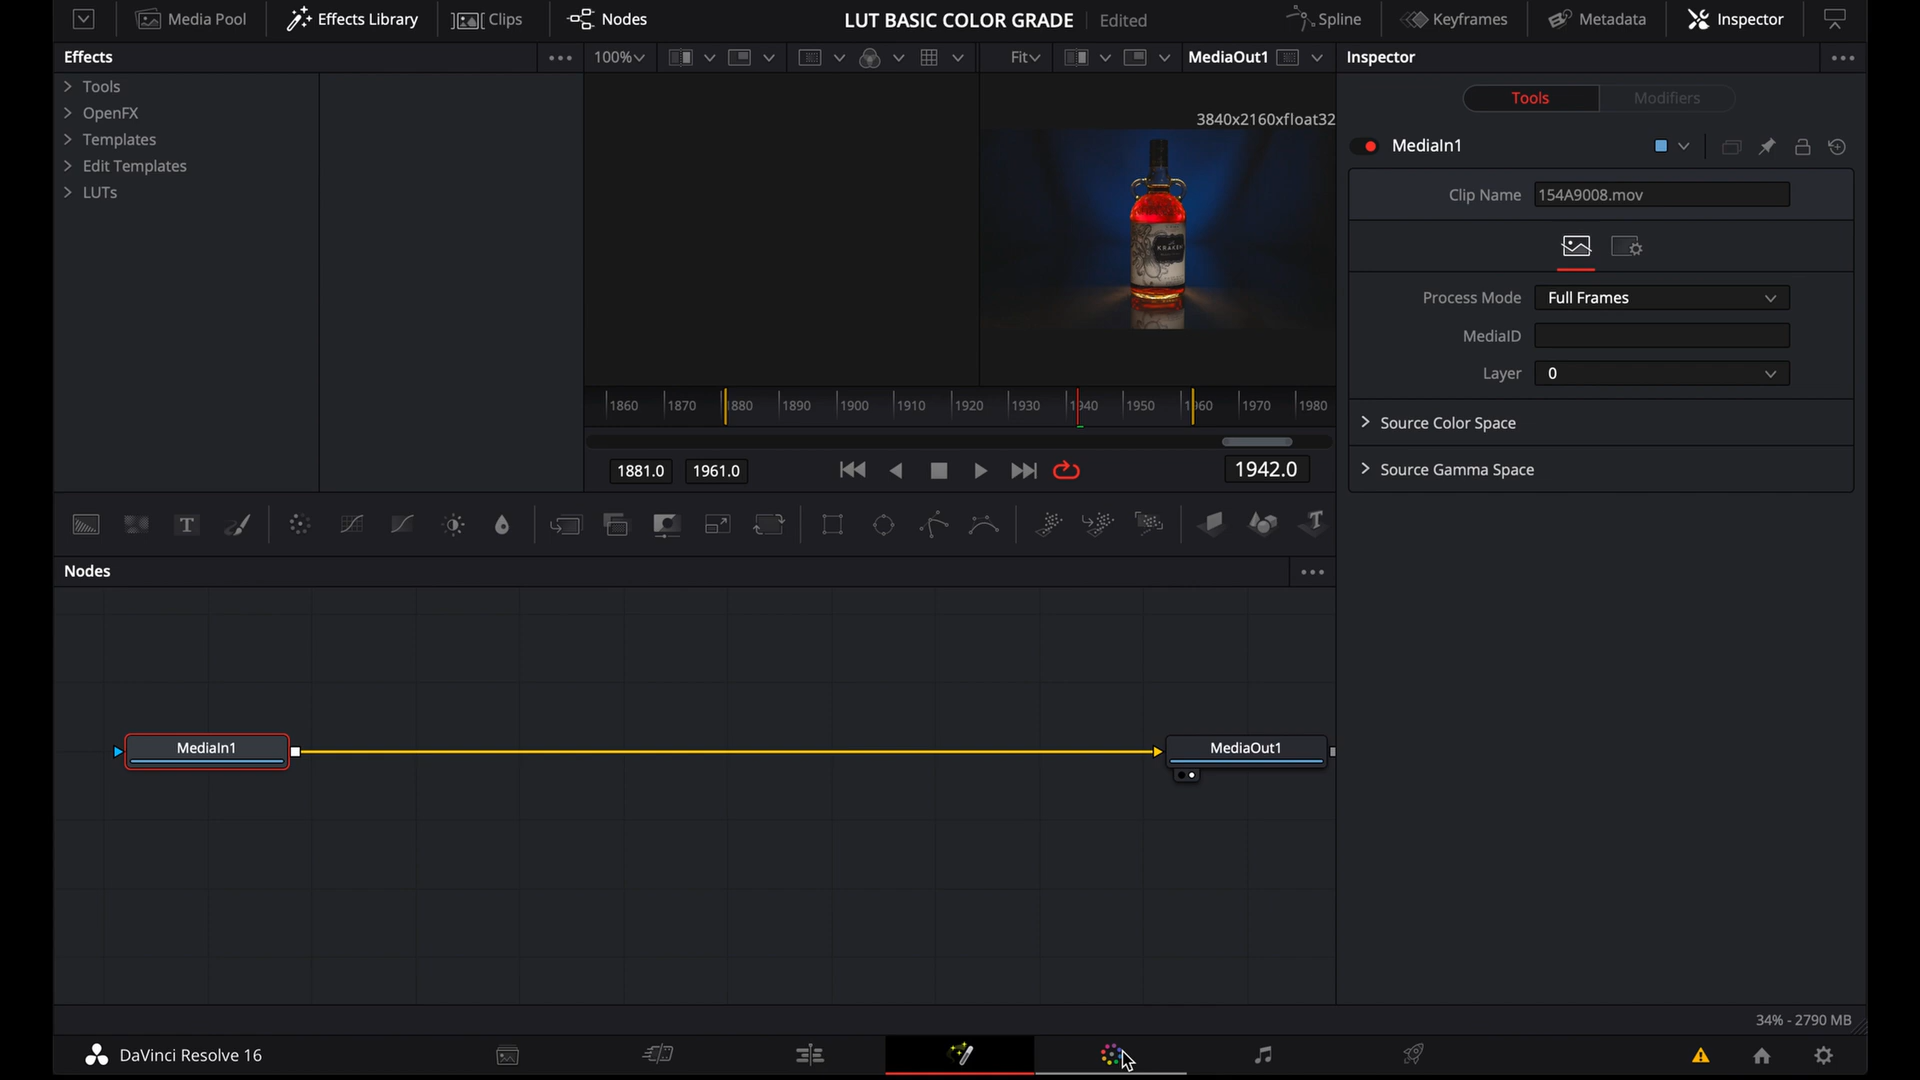 Media Pool
Effects Library
Clips
Nodes
LUT BASIC COLOR GRADE
Edited
Spline
Keyframes
Metadata
Inspector
Effects
100%
Fit
MediaOut1
Inspector
Tools
OpenFX
Templates
Edit Templates
LUTs
3840x2160xfloat32
KRAKEN
Tools
Modifiers
MediaIn1
Clip Name
154A9008.mov
Process Mode
Full Frames
MediaID
Layer
0
Source Color Space
Source Gamma Space
1860 1870 1880 1890 1900 1910 1920 1930 1940 1950 1960 1970 1980
1881.0
1961.0
1942.0
T
T
Nodes
MediaIn1
MediaOut1
34% - 2790 MB
DaVinci Resolve 16